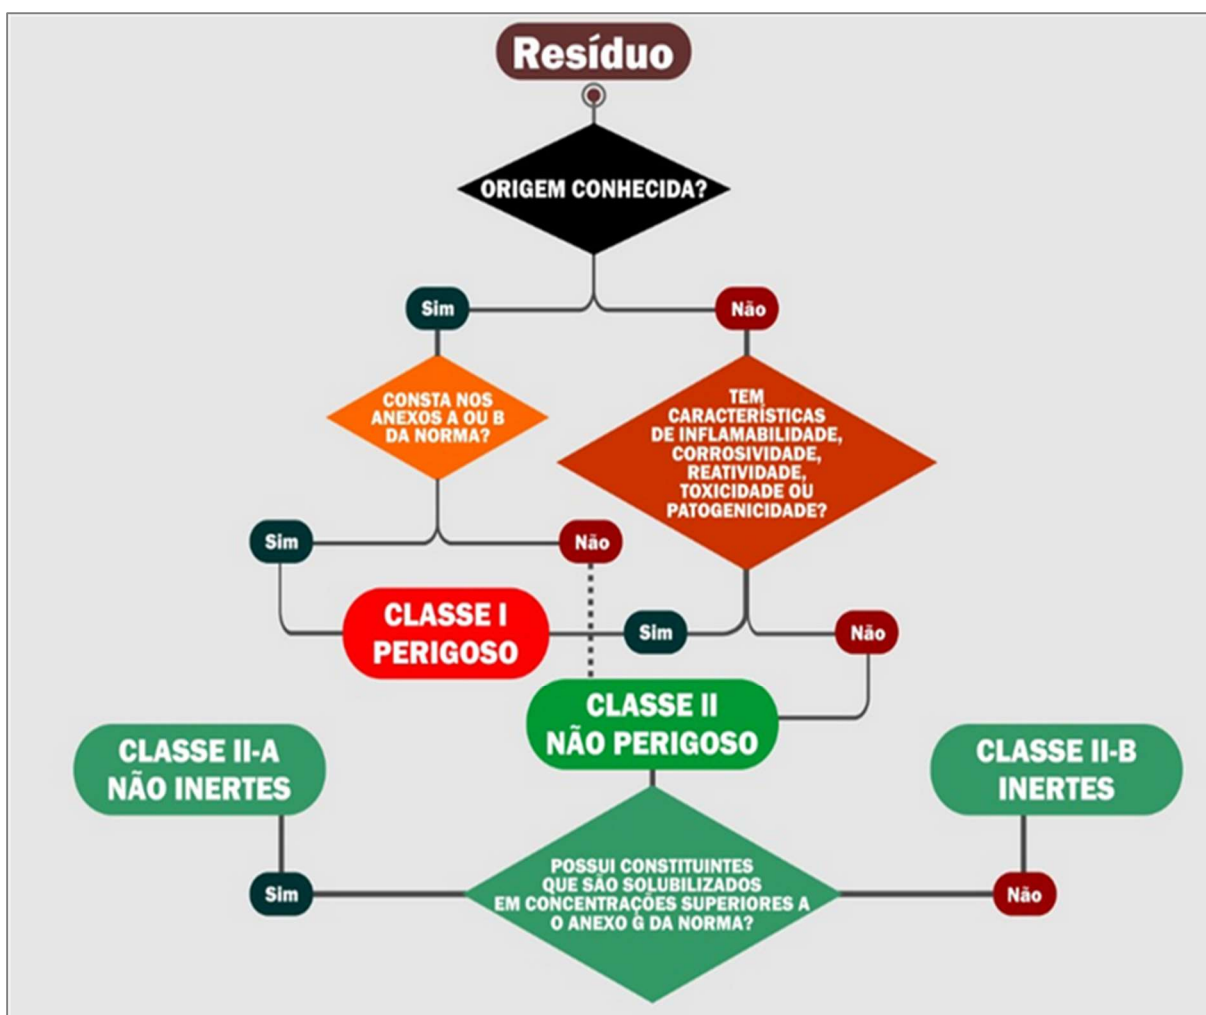 Resíduo
ORIGEM CONHECIDA?
Sim
Não
CONSTA NOS
ANEXOS A OU B
DA NORMA?
TEM
CARACTERÍSTICAS
DE INFLAMABILIDADE,
CORROSIVIDADE,
REATIVIDADE,
TOXICIDADE OU
PATOGENICIDADE?
Sim
Não
CLASSE I
PERIGOSO
Sim
Não
CLASSE II
NÃO PERIGOSO
CLASSE II-A
NÃO INERTES
CLASSE II-B
INERTES
POSSUI CONSTITUINTES
QUE SÃO SOLUBILIZADOS
EM CONCENTRAÇÕES SUPERIORES A
O ANEXO G DA NORMA?
Sim
Não